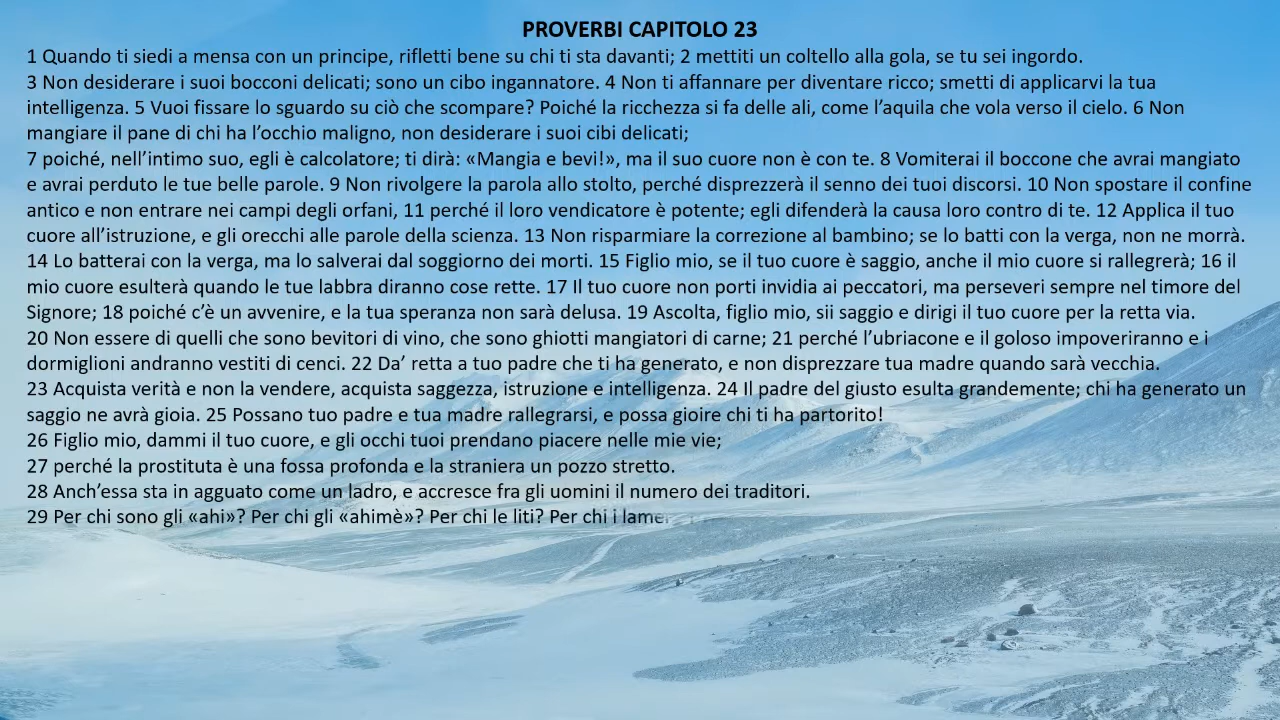 PROVERBI CAPITOLO 23
1 Quando ti siedi a mensa con un principe, rifletti bene su chi ti sta davanti; 2 mettiti un coltello alla gola, se tu sei ingordo.
3 Non desiderare i suoi bocconi delicati; sono un cibo ingannatore. 4 Non ti affannare per diventare ricco; smetti di applicarvi la tua
intelligenza. 5 Vuoi fissare lo sguardo su ciò che scompare? Poiché la ricchezza si fa delle ali, come l’aquila che vola verso il cielo. 6 Non
mangiare il pane di chi ha l’occhio maligno, non desiderare i suoi cibi delicati;
7 poiché, nell’intimo suo, egli è calcolatore; ti dirà: «Mangia e bevi!», ma il suo cuore non è con te. 8 Vomiterai il boccone che avrai mangiato
e avrai perduto le tue belle parole. 9 Non rivolgere la parola allo stolto, perché disprezzerà il senno dei tuoi discorsi. 10 Non spostare il confine
antico e non entrare nei campi degli orfani, 11 perché il loro vendicatore è potente; egli difenderà la causa loro contro di te. 12 Applica il tuo
cuore all’istruzione, e gli orecchi alle parole della scienza. 13 Non risparmiare la correzione al bambino; se lo batti con la verga, non ne morrà.
14 Lo batterai con la verga, ma lo salverai dal soggiorno dei morti. 15 Figlio mio, se il tuo cuore è saggio, anche il mio cuore si rallegrerà; 16 il
mio cuore esulterà quando le tue labbra diranno cose rette. 17 Il tuo cuore non porti invidia ai peccatori, ma perseveri sempre nel timore del
Signore; 18 poiché c’è un avvenire, e la tua speranza non sarà delusa. 19 Ascolta, figlio mio, sii saggio e dirigi il tuo cuore per la retta via.
20 Non essere di quelli che sono bevitori di vino, che sono ghiotti mangiatori di carne; 21 perché l’ubriacone e il goloso impoveriranno e i
dormiglioni andranno vestiti di cenci. 22 Da’ retta a tuo padre che ti ha generato, e non disprezzare tua madre quando sarà vecchia.
23 Acquista verità e non la vendere, acquista saggezza, istruzione e intelligenza. 24 Il padre del giusto esulta grandemente; chi ha generato un
saggio ne avrà gioia. 25 Possano tuo padre e tua madre rallegrarsi, e possa gioire chi ti ha partorito!
26 Figlio mio, dammi il tuo cuore, e gli occhi tuoi prendano piacere nelle mie vie;
27 perché la prostituta è una fossa profonda e la straniera un pozzo stretto.
28 Anch’essa sta in agguato come un ladro, e accresce fra gli uomini il numero dei traditori.
29 Per chi sono gli «ahi»? Per chi gli «ahimè»? Per chi le liti? Per chi i